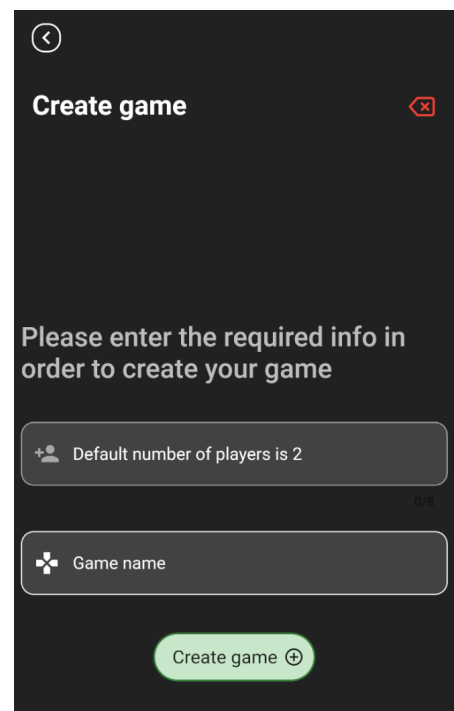 Create game
Please enter the required info in
order to create your game
Default number of players is 2
0/8
Game name
Create game